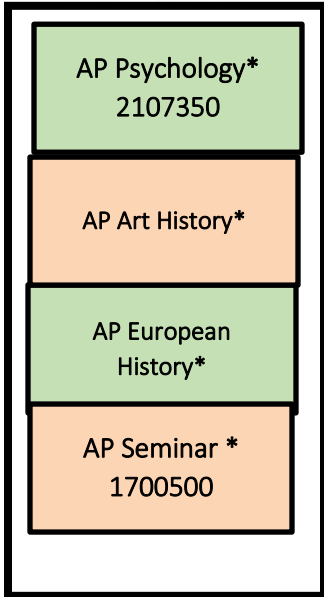 AP Psychology*
2107350
AP Art History*
AP European
History*
AP Seminar *
1700500